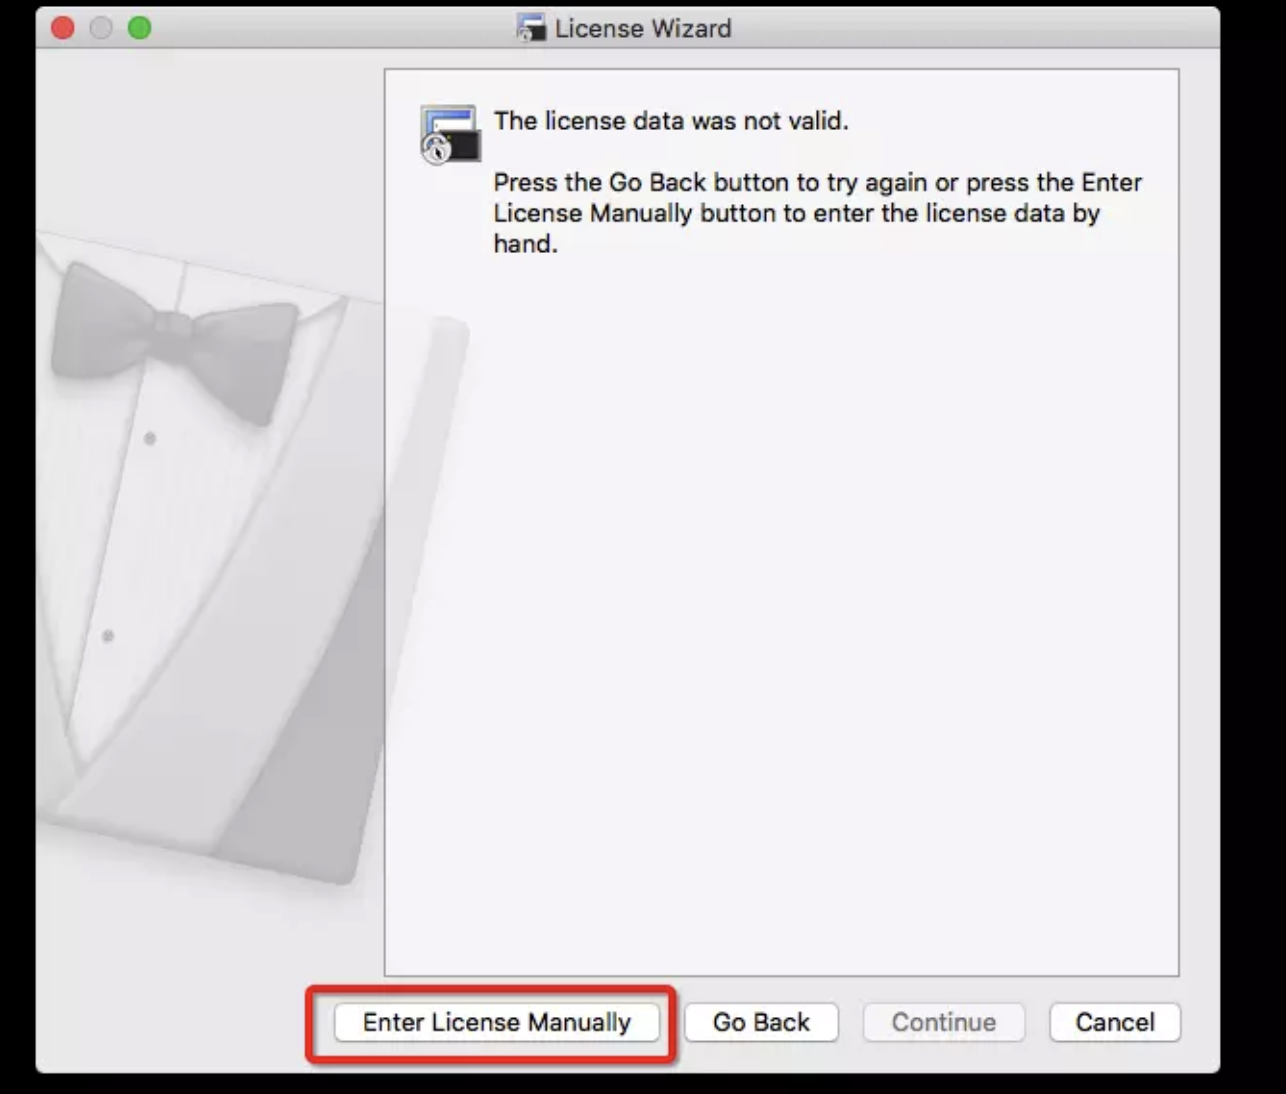 License Wizard
The license data was not valid.
Press the Go Back button to try again or press the Enter
License Manually button to enter the license data by
hand.
Enter License Manually
Go Back
Continue
Cancel